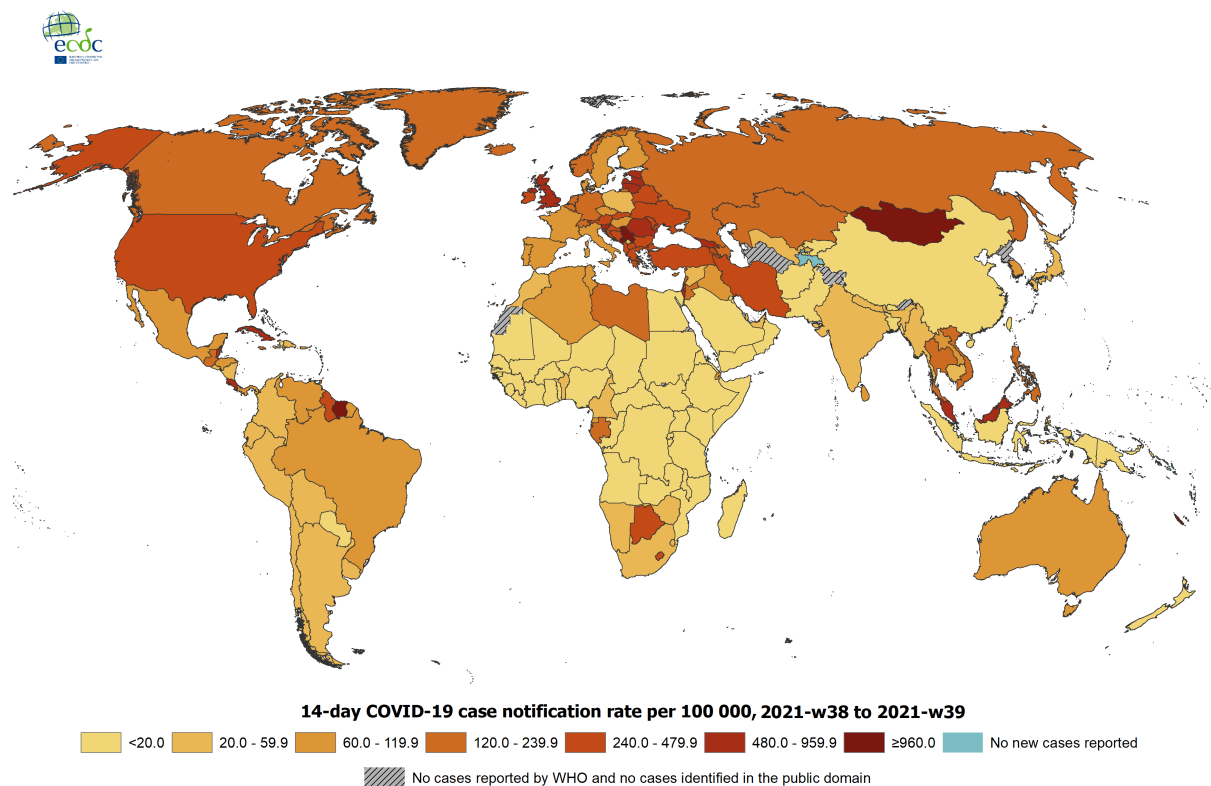 ecdc
14-day COVID-19 case notification rate per 100 000, 2021-w38 to 2021-w39
<20.0 20.0 - 59.9 60.0 - 119.9 120.0 - 239.9 240.0 - 479.9 480.0 - 959.9 ≥960.0 No new cases reported
No cases reported by WHO and no cases identified in the public domain